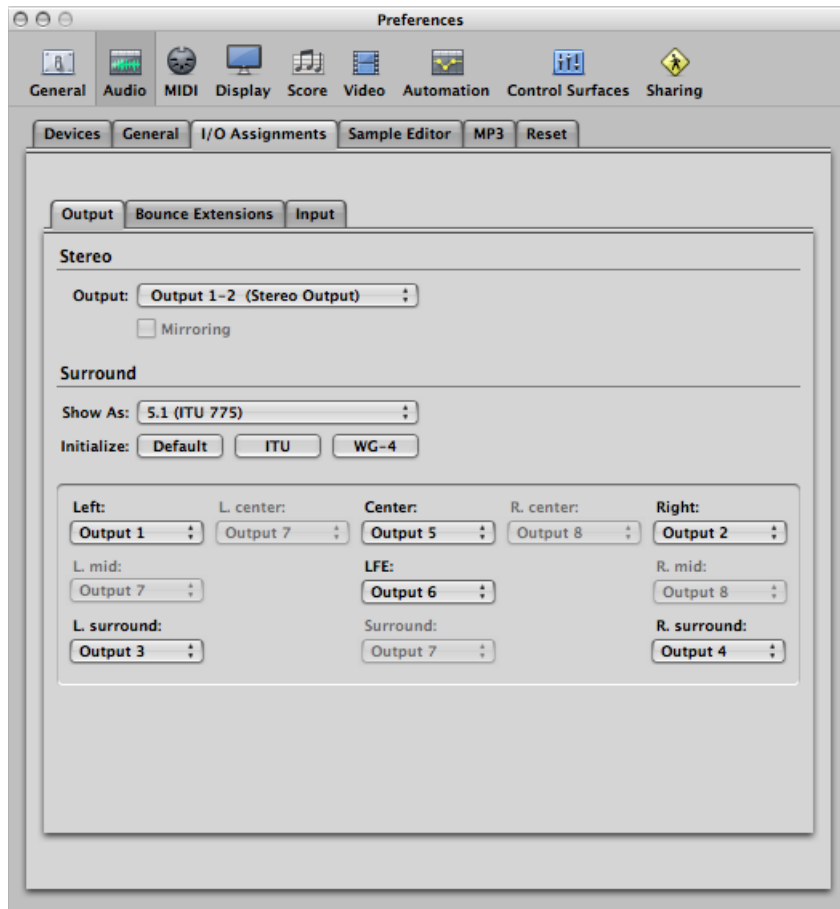 Preferences
General Audio MIDI Display Score Video Automation Control Surfaces Sharing
Devices General I/O Assignments Sample Editor MP3 Reset
Output Bounce Extensions Input
Stereo
Output: Output 1-2 (Stereo Output)
Mirroring
Surround
Show As: 5.1 (ITU 775)
Initialize: Default ITU WG-4
Left: L. center: Center: R. center: Right:
Output 1 Output 7 Output 5 Output 8 Output 2
L. mid: LFE: R. mid:
Output 7 Output 6 Output 8
L. surround: Surround: R. surround:
Output 3 Output 7 Output 4